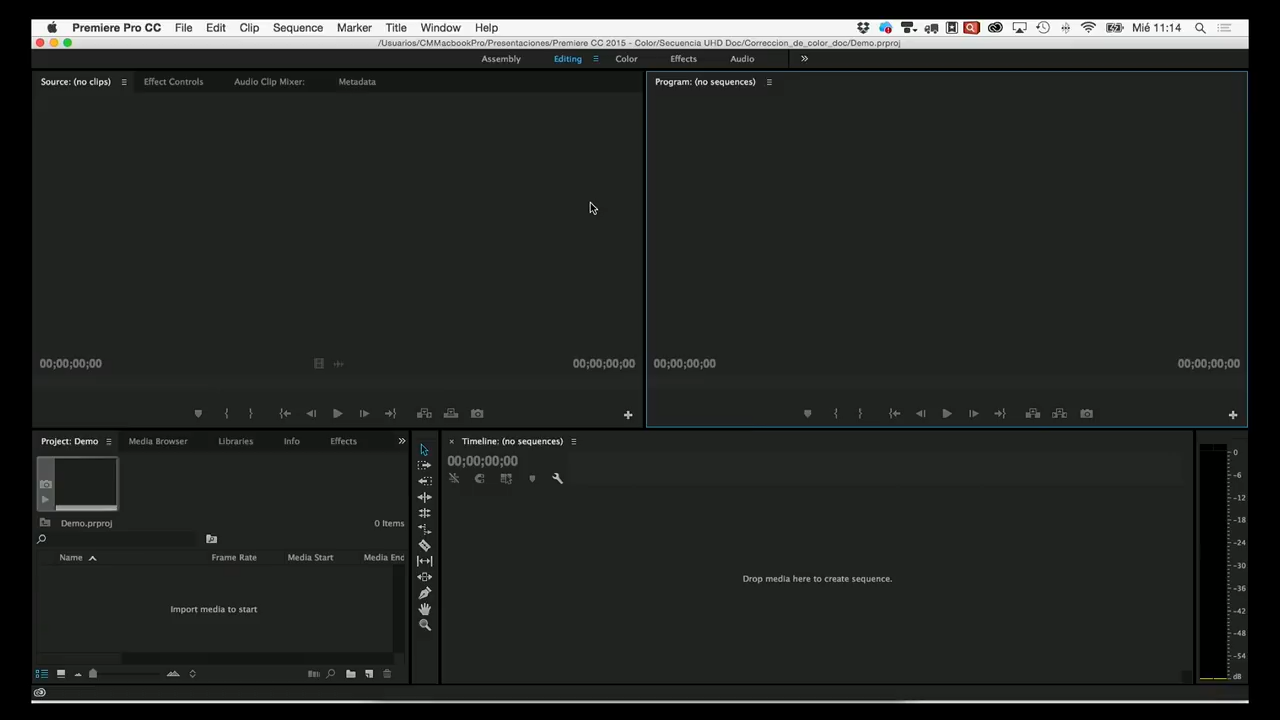 Premiere Pro CC File Edit Clip Sequence Marker Title Window Help Mié 11:14
/Usuarios/CMMacbookPro/Presentaciones/Premiere CC 2015 - Color/Secuencia UHD Doc/Correccion_de_color_doc/Demo.prproj
Assembly Editing Color Effects Audio
Source: (no clips) Effect Controls Audio Clip Mixer: Metadata
Program: (no sequences)
00;00;00;00 00;00;00;00
00;00;00;00 00;00;00;00
Project: Demo Media Browser Libraries Info Effects
Demo.prproj 0 Items
Name Frame Rate Media Start Media End
Import media to start
Timeline: (no sequences)
00;00;00;00
Drop media here to create sequence.
0
-6
-12
-18
-24
-30
-36
-42
-48
-54
dB